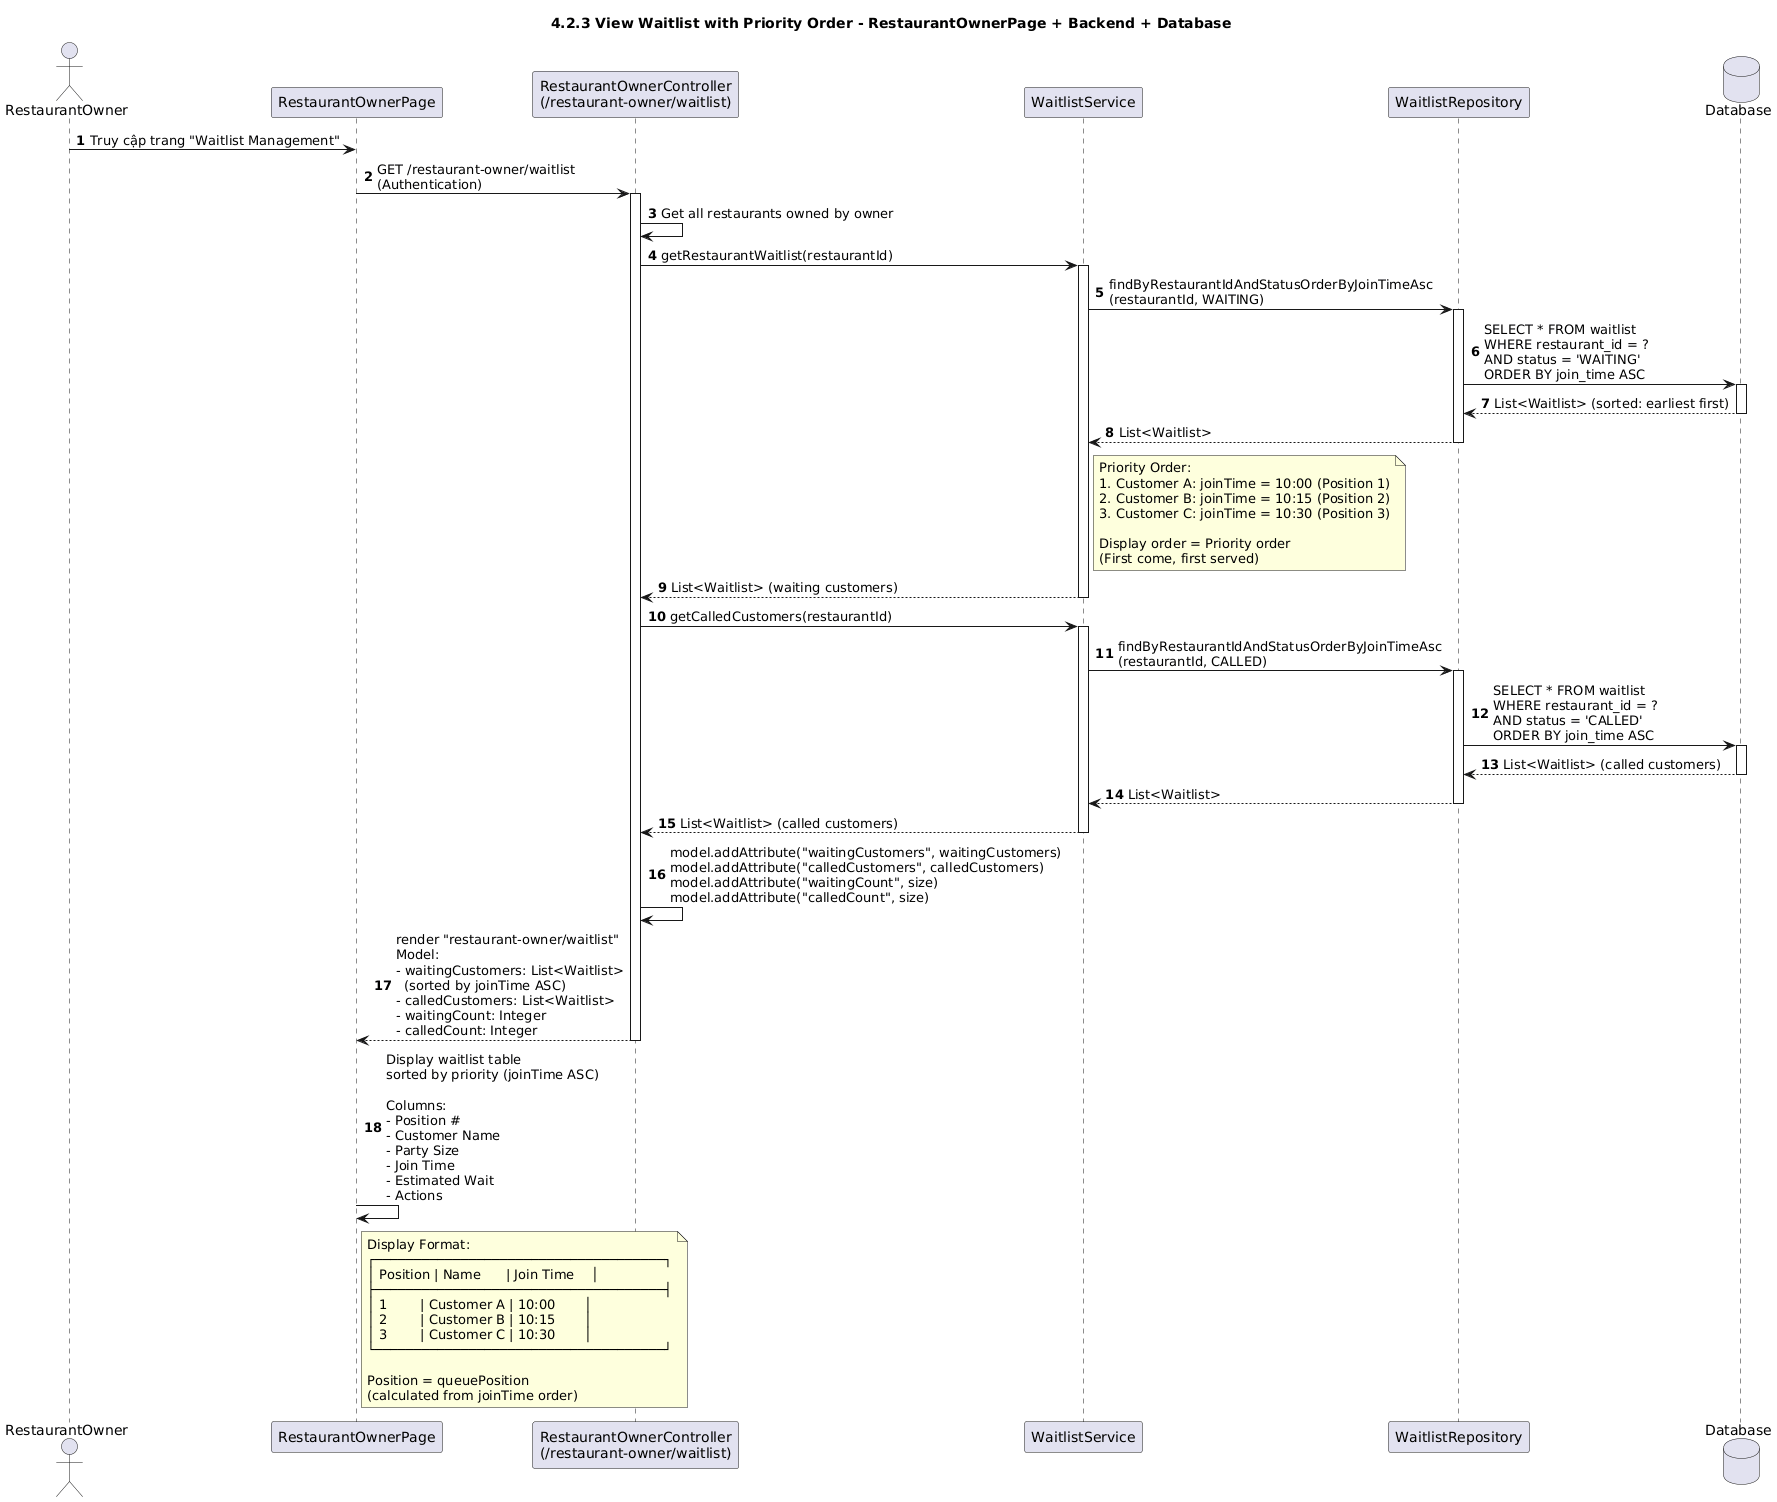 4.2.3 View Waitlist with Priority Order - RestaurantOwnerPage + Backend + Database
RestaurantOwner
RestaurantOwnerPage
RestaurantOwnerController
(/restaurant-owner/waitlist)
WaitlistService
WaitlistRepository
Database
1 Truy cập trang "Waitlist Management"
2 GET /restaurant-owner/waitlist
(Authentication)
3 Get all restaurants owned by owner
4 getRestaurantWaitlist(restaurantId)
5 findByRestaurantIdAndStatusOrderByJoinTimeAsc
(restaurantId, WAITING)
6 SELECT * FROM waitlist
WHERE restaurant_id = ?
AND status = 'WAITING'
ORDER BY join_time ASC
7 List<Waitlist> (sorted: earliest first)
8 List<Waitlist>
Priority Order:
1. Customer A: joinTime = 10:00 (Position 1)
2. Customer B: joinTime = 10:15 (Position 2)
3. Customer C: joinTime = 10:30 (Position 3)
Display order = Priority order
(First come, first served)
9 List<Waitlist> (waiting customers)
10 getCalledCustomers(restaurantId)
11 findByRestaurantIdAndStatusOrderByJoinTimeAsc
(restaurantId, CALLED)
12 SELECT * FROM waitlist
WHERE restaurant_id = ?
AND status = 'CALLED'
ORDER BY join_time ASC
13 List<Waitlist> (called customers)
14 List<Waitlist>
15 List<Waitlist> (called customers)
16 model.addAttribute("waitingCustomers", waitingCustomers)
model.addAttribute("calledCustomers", calledCustomers)
model.addAttribute("waitingCount", size)
model.addAttribute("calledCount", size)
17 render "restaurant-owner/waitlist"
Model:
- waitingCustomers: List<Waitlist>
(sorted by joinTime ASC)
- calledCustomers: List<Waitlist>
- waitingCount: Integer
- calledCount: Integer
18 Display waitlist table
sorted by priority (joinTime ASC)
Columns:
- Position #
- Customer Name
- Party Size
- Join Time
- Estimated Wait
- Actions
Display Format:
Position | Name | Join Time
1 | Customer A | 10:00
2 | Customer B | 10:15
3 | Customer C | 10:30
Position = queuePosition
(calculated from joinTime order)
RestaurantOwner
RestaurantOwnerPage
RestaurantOwnerController
(/restaurant-owner/waitlist)
WaitlistService
WaitlistRepository
Database